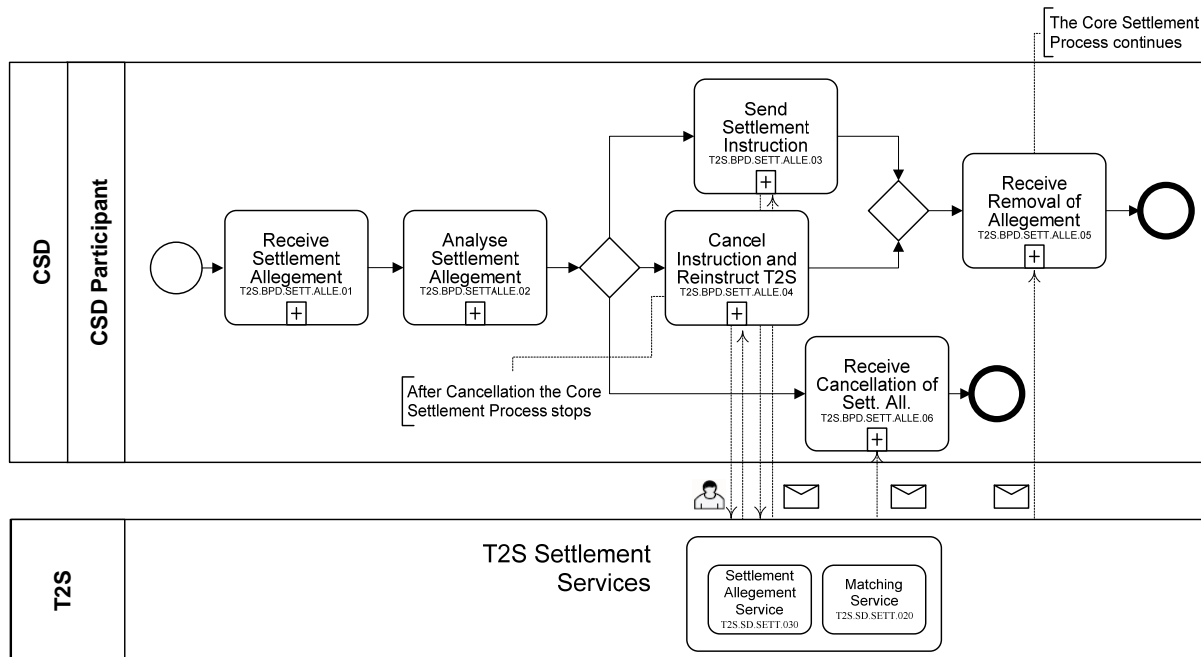 The Core Settlement
Process continues
CSD
CSD Participant
Receive
Settlement
Allegement
T2S.BPD.SETT.ALLE.01
+
Analyse
Settlement
Allegement
T2S.BPD.SETTALLE.02
+
Send
Settlement
Instruction
T2S.BPD.SETT.ALLE.03
+
Cancel
Instruction and
Reinstruct T2S
T2S.BPD.SETT.ALLE.04
+
Receive
Removal of
Allegement
T2S.BPD.SETT.ALLE.05
+
After Cancellation the Core
Settlement Process stops
Receive
Cancellation of
Sett. All.
T2S.BPD.SETT.ALLE.06
+
T2S
T2S Settlement
Services
Settlement
Allegement
Service
T2S.SD.SETT.030
Matching
Service
T2S.SD.SETT.020